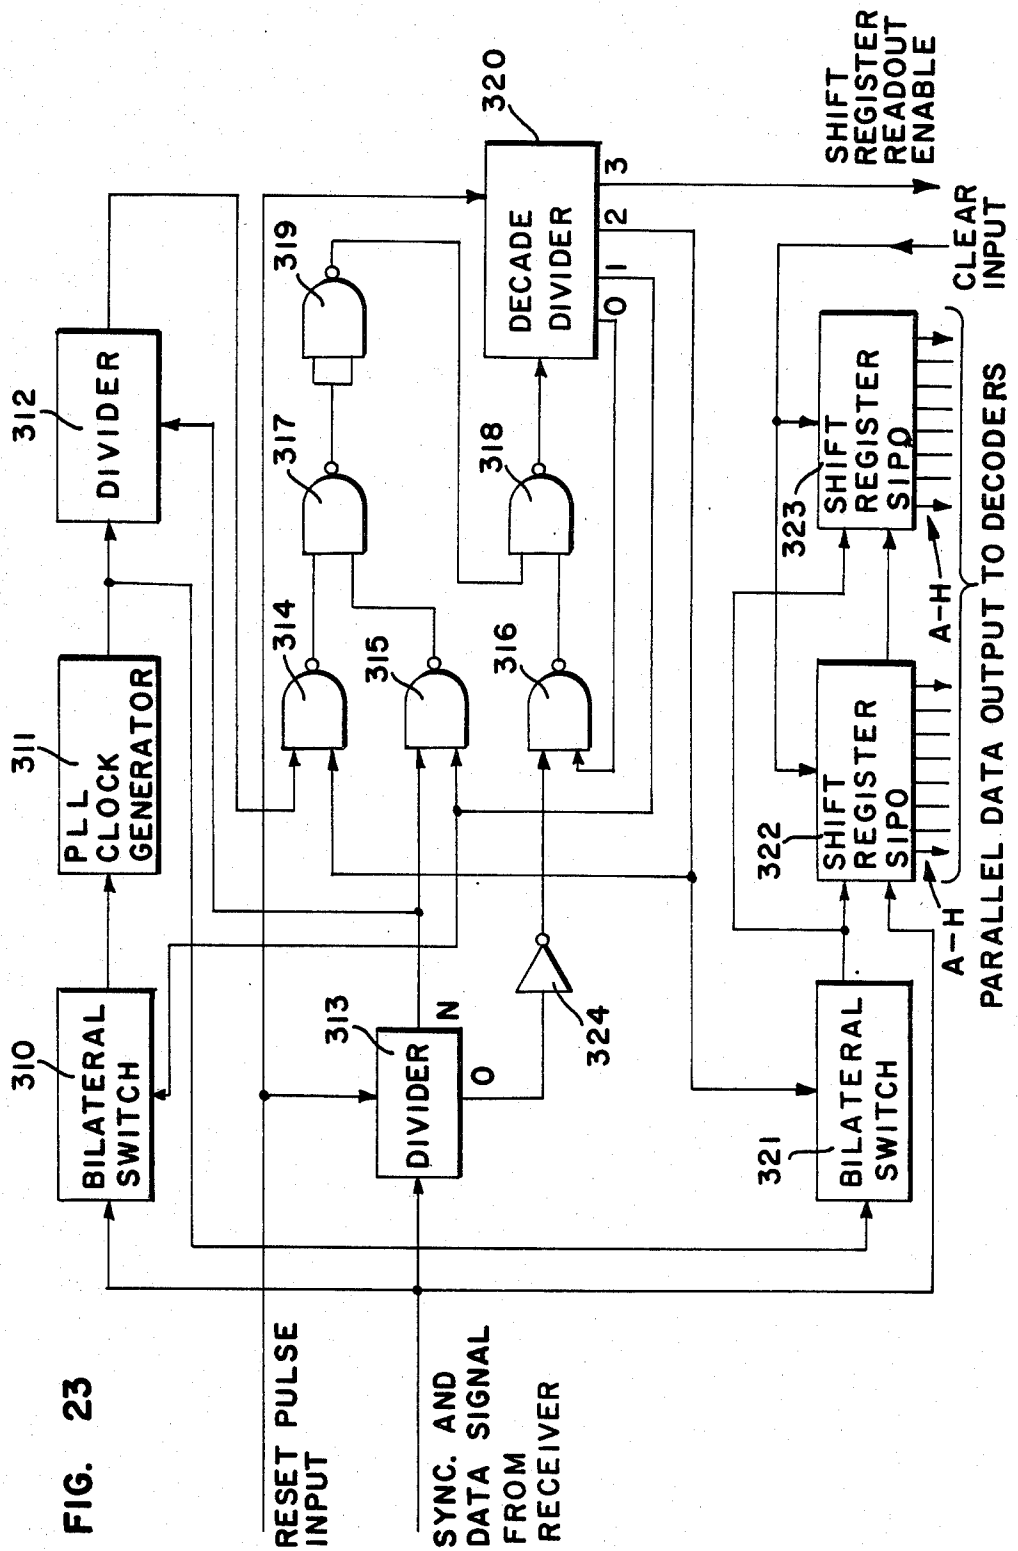 FIG. 23
RESET PULSE
INPUT
SYNC. AND
DATA SIGNAL
FROM
RECEIVER
310
BILATERAL
SWITCH
311
PLL
CLOCK
GENERATOR
312
DIVIDER
313
DIVIDER
N
O
324
314
315
316
317
318
319
320
DECADE
DIVIDER
0
1
2
3
321
BILATERAL
SWITCH
322
SHIFT
REGISTER
SIPO
A-H
323
SHIFT
REGISTER
SIPO
A-H
PARALLEL DATA OUTPUT TO DECODERS
CLEAR
INPUT
SHIFT
REGISTER
READOUT
ENABLE